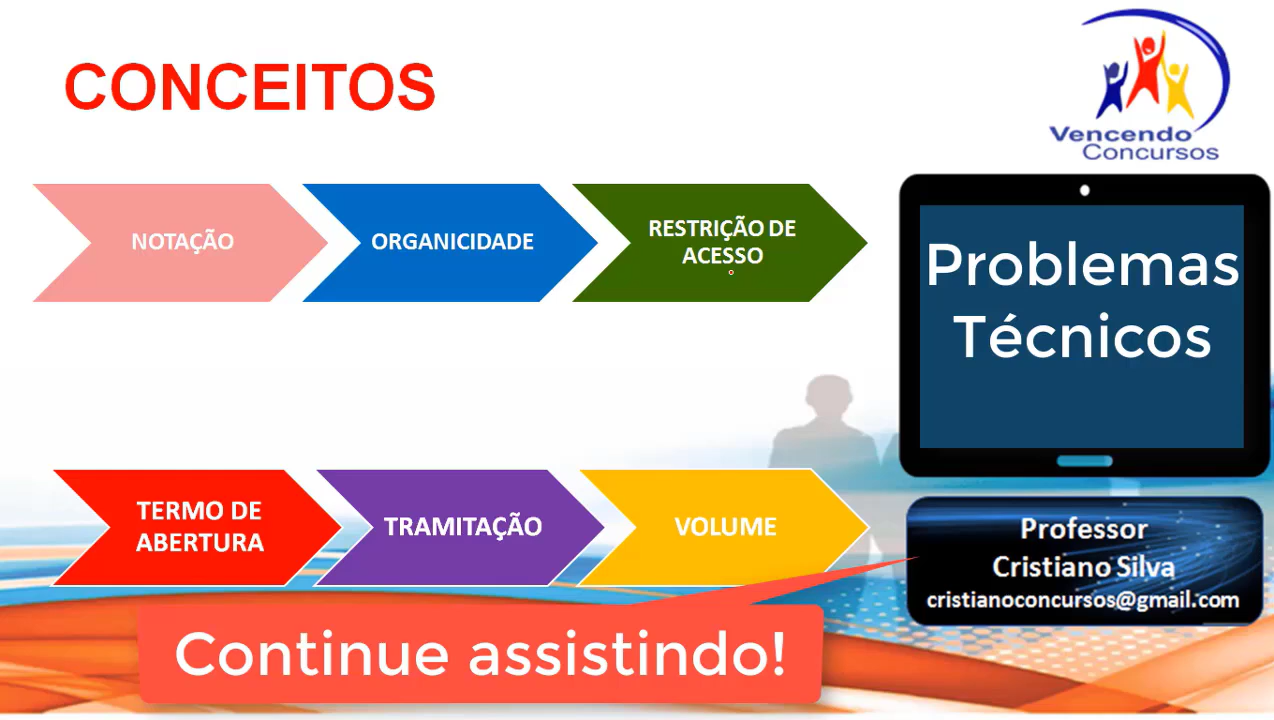 CONCEITOS
Vencendo
Concursos
NOTAÇÃO
ORGANICIDADE
RESTRIÇÃO DE
ACESSO
Problemas
Técnicos
TERMO DE
ABERTURA
TRAMITAÇÃO
VOLUME
Professor
Cristiano Silva
cristianoconcursos@gmail.com
Continue assistindo!